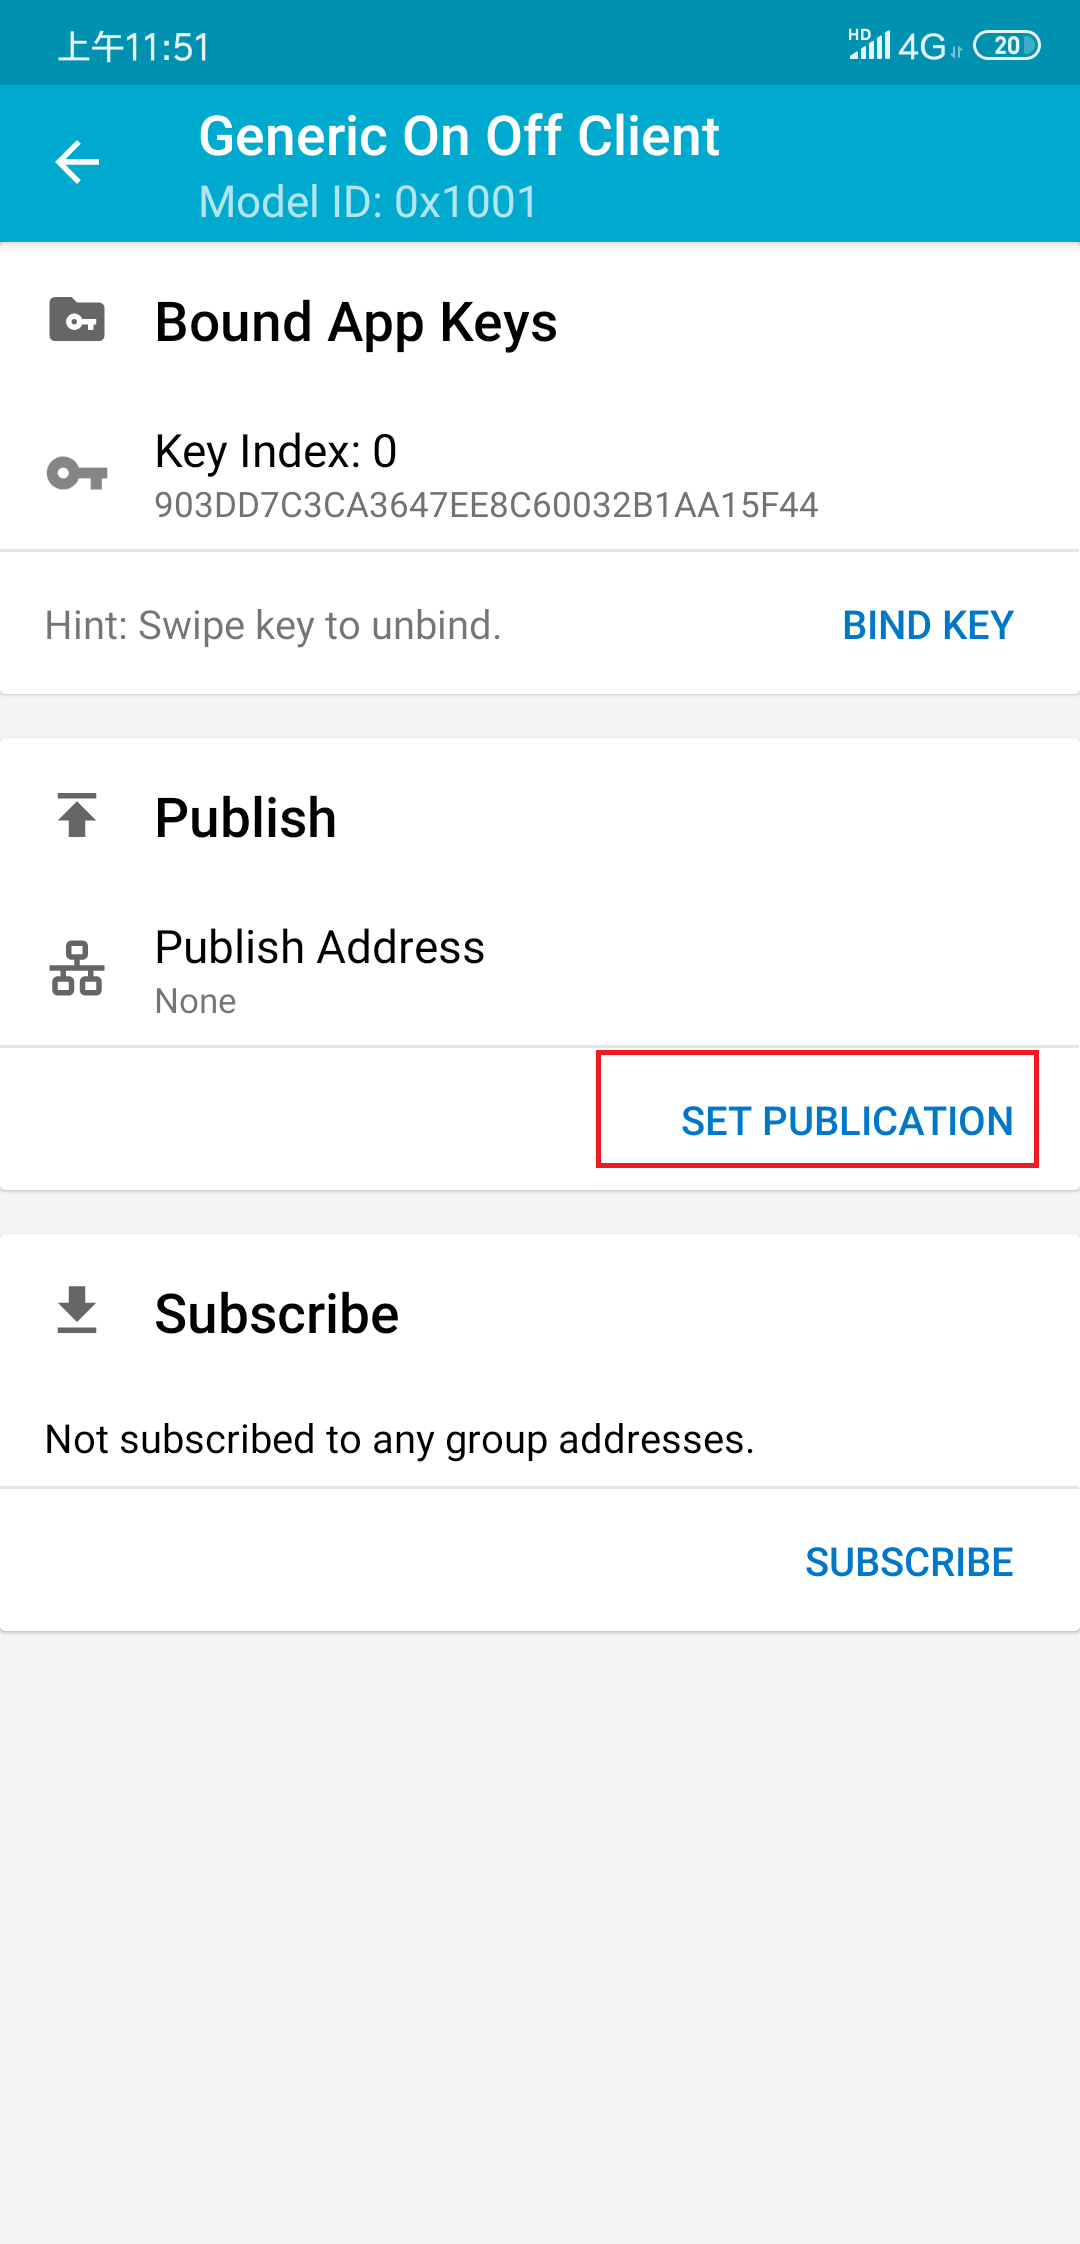 上午11:51
HD 4G 20
Generic On Off Client
Model ID: 0x1001
Bound App Keys
Key Index: 0
903DD7C3CA3647EE8C60032B1AA15F44
Hint: Swipe key to unbind.
BIND KEY
Publish
Publish Address
None
SET PUBLICATION
Subscribe
Not subscribed to any group addresses.
SUBSCRIBE